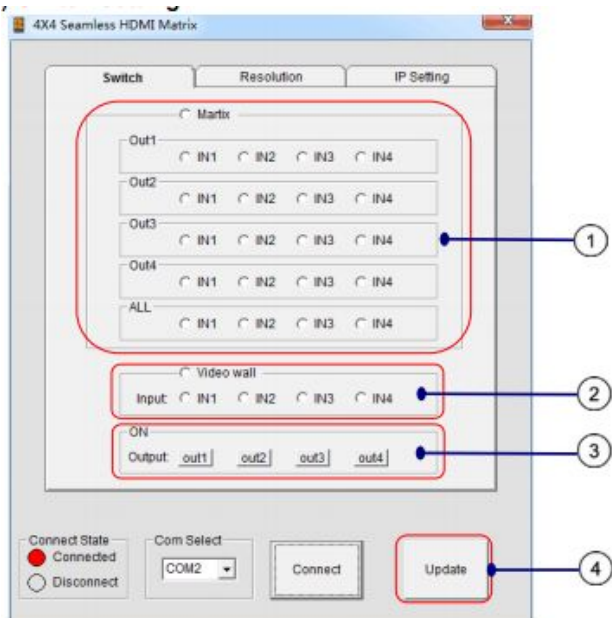 4X4 Seamless HDMI Matrix
Switch Resolution IP Setting
Martix
Out1
IN1 IN2 IN3 IN4
Out2
IN1 IN2 IN3 IN4
Out3
IN1 IN2 IN3 IN4
1
Out4
IN1 IN2 IN3 IN4
ALL
IN1 IN2 IN3 IN4
Video wall
Input: IN1 IN2 IN3 IN4
2
ON
Output: out1 out2 out3 out4
3
Connect State
Connected
Disconnect
Com Select
COM2
Connect
Update
4